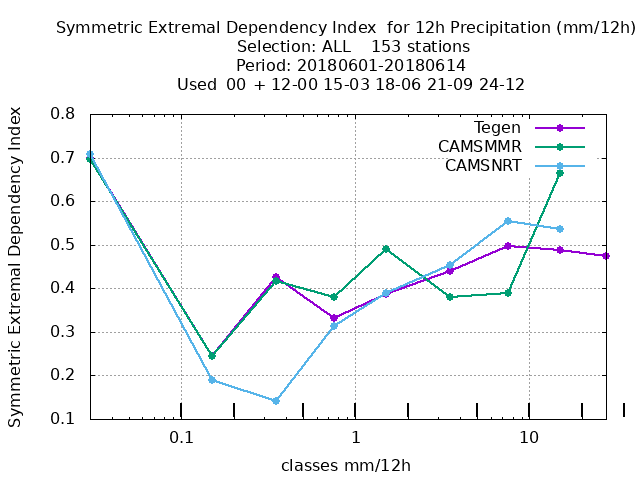 Symmetric Extremal Dependency Index  for 12h Precipitation (mm/12h)
Selection: ALL    153 stations
Period: 20180601-20180614
Used  00 + 12-00 15-03 18-06 21-09 24-12
Symmetric Extremal Dependency Index
0.8
0.7
0.6
0.5
0.4
0.3
0.2
0.1
Tegen
CAMSMMR
CAMSNRT
0.1 1 10
classes mm/12h